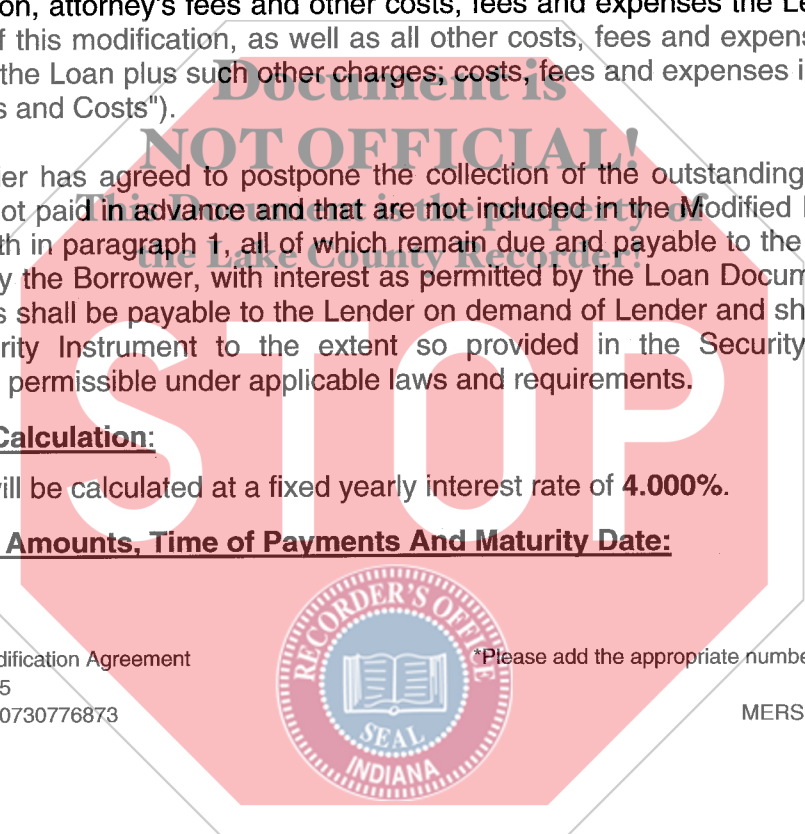 on, attorney's fees and other costs, fees and expenses the Le
f this modification, as well as all other costs, fees and expens
the Loan plus such other charges; costs, fees and expenses i
s and Costs").
Document is
NOT OFFICIAL!
This Document is the property of
the Lake County Recorder!
er has agreed to postpone the collection of the outstanding
ot paid in advance and that are not included in the Modified
th in paragraph 1, all of which remain due and payable to the
y the Borrower, with interest as permitted by the Loan Docum
s shall be payable to the Lender on demand of Lender and sh
rity Instrument to the extent so provided in the Security
permissible under applicable laws and requirements.
STOP
Calculation:
ill be calculated at a fixed yearly interest rate of 4.000%.
Amounts, Time of Payments And Maturity Date:
RECORDER'S OFFICE
SEAL
INDIANA
dification Agreement
*Please add the appropriate numbe
5
0730776873
MERS